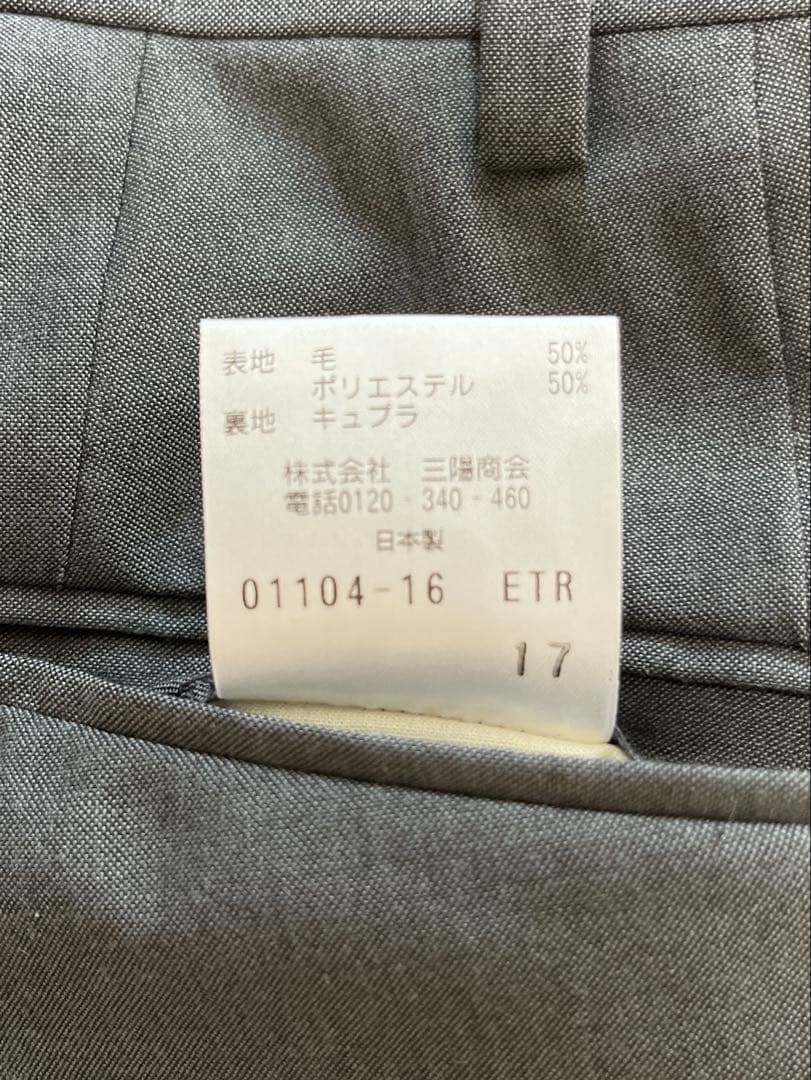 表地 毛 50%
ポリエステル 50%
裏地 キュプラ
株式会社 三陽商会
電話0120-340-460
日本製
01104-16 ETR
17